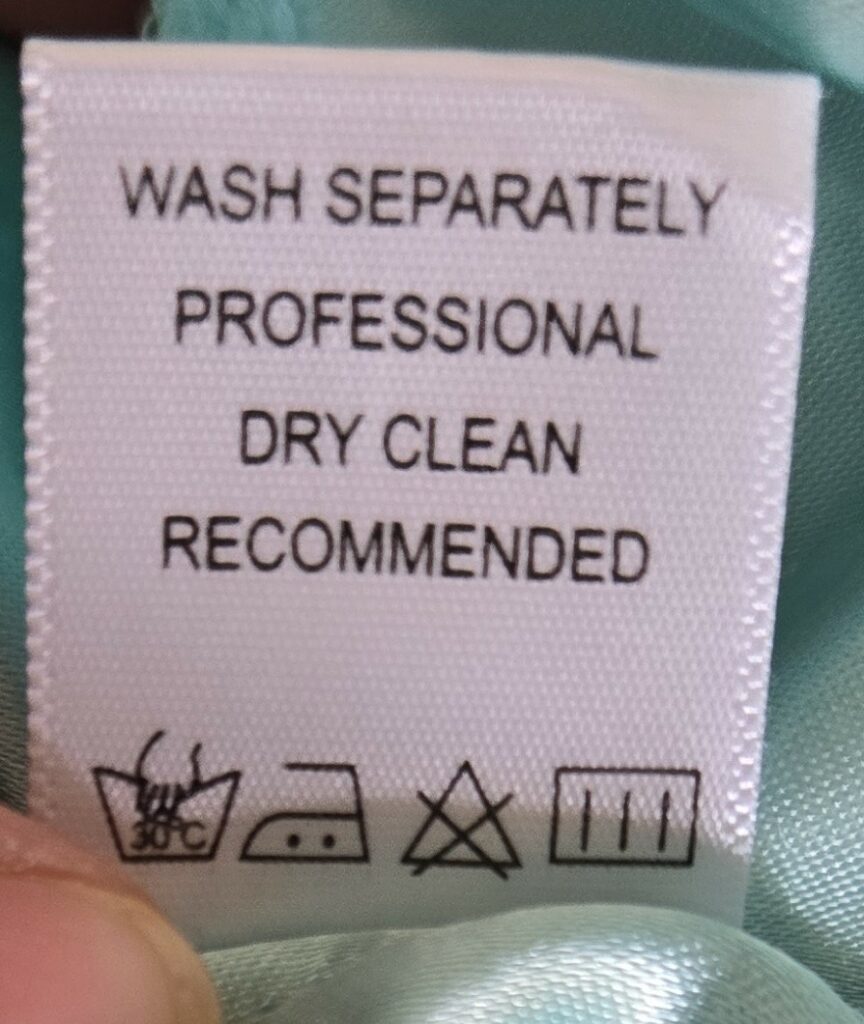 WASH SEPARATELY
PROFESSIONAL
DRY CLEAN
RECOMMENDED
30°C